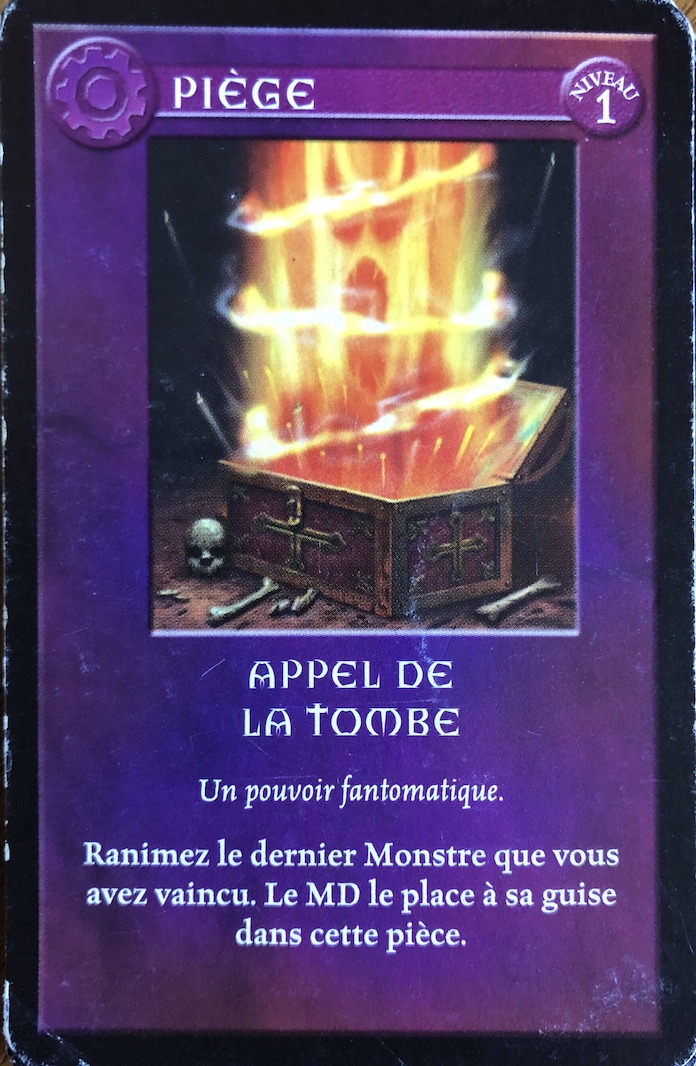 PIÈGE
NIVEAU
1
APPEL DE
LA TOMBE
Un pouvoir fantomatique.
Ranimez le dernier Monstre que vous
avez vaincu. Le MD le place à sa guise
dans cette pièce.